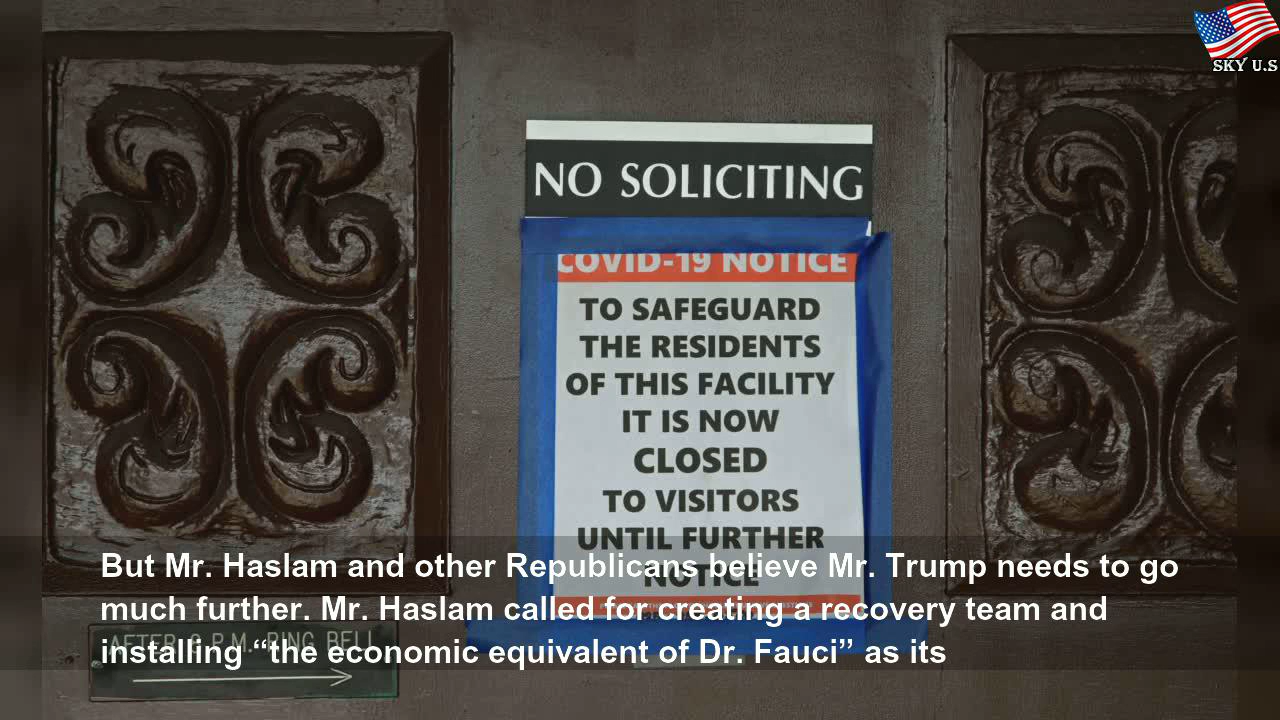 SKY U.S
NO SOLICITING
COVID-19 NOTICE
TO SAFEGUARD
THE RESIDENTS
OF THIS FACILITY
IT IS NOW
CLOSED
TO VISITORS
UNTIL FURTHER
NOTICE
But Mr. Haslam and other Republicans believe Mr. Trump needs to go
much further. Mr. Haslam called for creating a recovery team and
installing “the economic equivalent of Dr. Fauci” as its
AFTER P.M. RING BELL